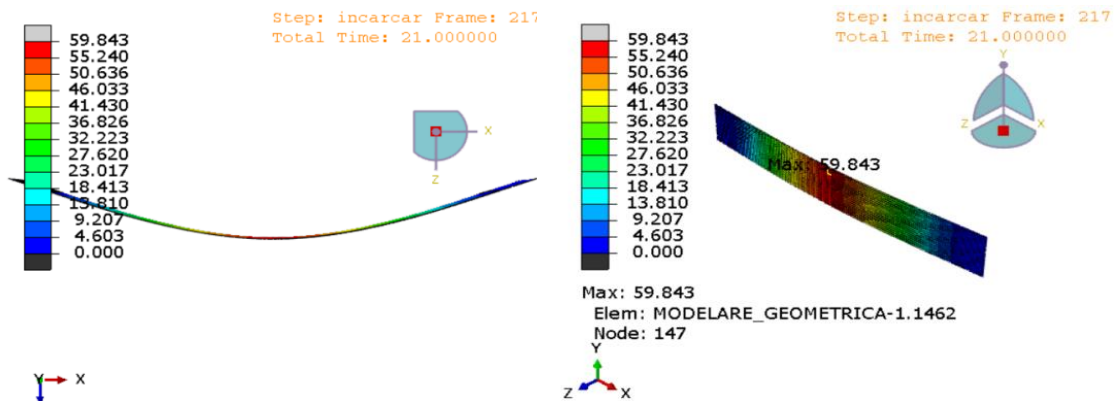 Step: incarcar Frame: 217
Total Time: 21.000000
59.843
55.240
50.636
46.033
41.430
36.826
32.223
27.620
23.017
18.413
13.810
9.207
4.603
0.000
X
Z
Y
X
Step: incarcar Frame: 217
Total Time: 21.000000
59.843
55.240
50.636
46.033
41.430
36.826
32.223
27.620
23.017
18.413
13.810
9.207
4.603
0.000
Y
Z
X
Max: 59.843
Max: 59.843
Elem: MODELARE_GEOMETRICA-1.1462
Node: 147
Y
Z
X